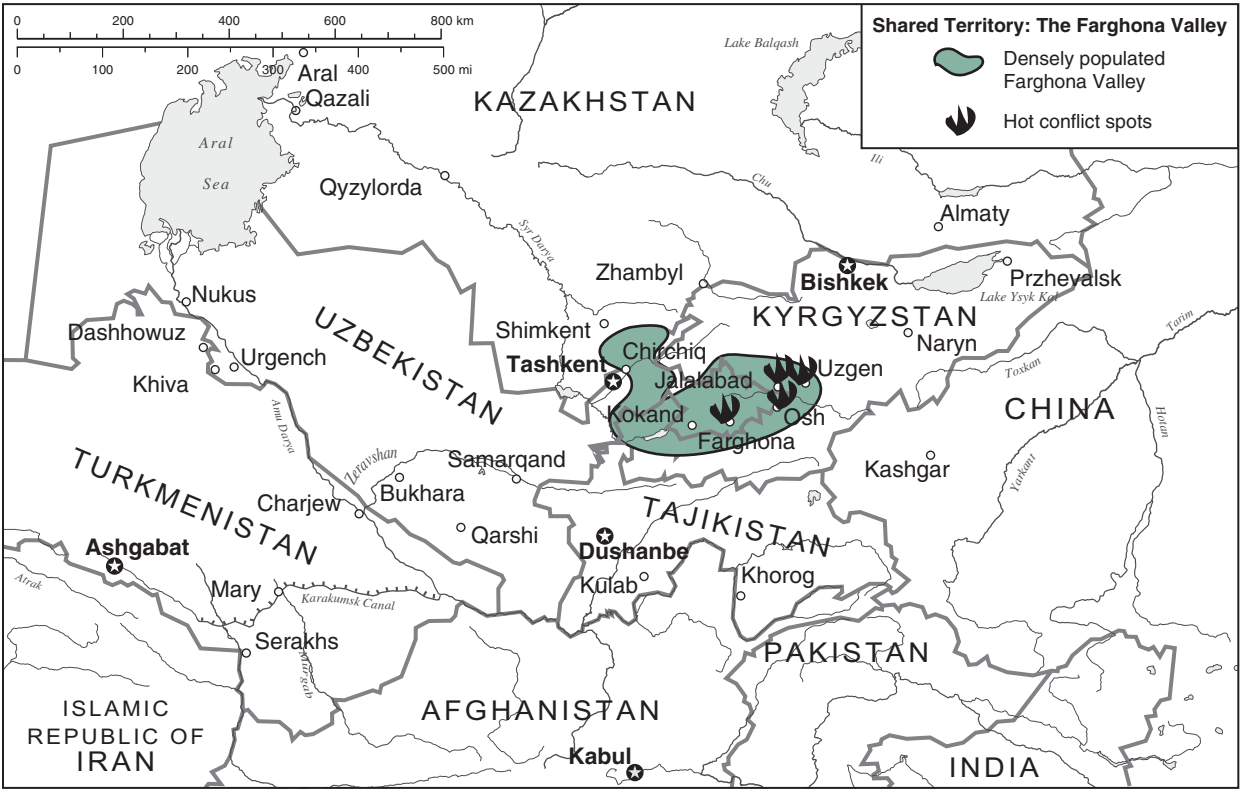 0 200 400 600 800 km
0 100 200 300 400 500 mi
Shared Territory: The Farghona Valley
Densely populated
Farghona Valley
Hot conflict spots
Lake Balqash
Aral
Qazali
KAZAKHSTAN
Aral
Sea
Ili
Qyzylorda
Chu
Almaty
Syr Darya
Zhambyl
Bishkek
Przhevalsk
Lake Ysyk Kol
Nukus
KYRGYZSTAN
Dashhowuz
UZBEKISTAN
Shimkent
Naryn
Tarim
Urgench
Chirchiq
Tashkent
Khiva
Jalalabad
Uzgen
Toxkan
Amu Darya
Kokand
Osh
CHINA
Hotan
Farghona
Zeravshan
Samarqand
Kashgar
Yarkant
TURKMENISTAN
Bukhara
Charjew
Qarshi
TAJIKISTAN
Ashgabat
Dushanbe
Atrak
Mary
Kulab
Khorog
Karakumsk Canal
Serakhs
Murgab
PAKISTAN
ISLAMIC
REPUBLIC OF
IRAN
AFGHANISTAN
Kabul
INDIA